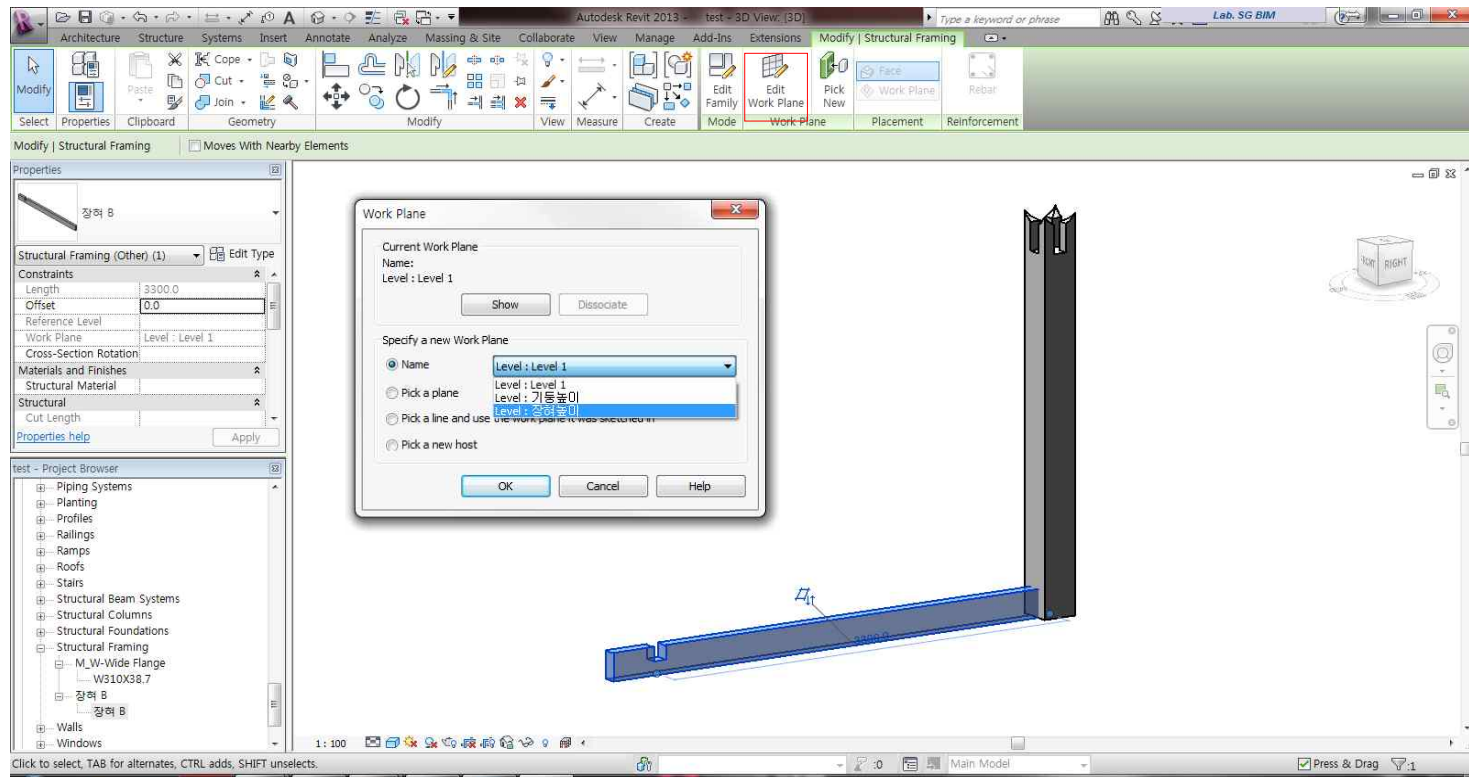 Autodesk Revit 2013 - test - 3D View: {3D}
Type a keyword or phrase
Lab. SG BIM
Architecture Structure Systems Insert Annotate Analyze Massing & Site Collaborate View Manage Add-Ins Extensions Modify | Structural Framing
Modify
Paste
Cope
Cut
Join
Edit Family
Edit Work Plane
Pick New
Face
Work Plane
Rebar
Select Properties Clipboard Geometry Modify View Measure Create Mode Work Plane Placement Reinforcement
Modify | Structural Framing Moves With Nearby Elements
Properties
장혀 B
Structural Framing (Other) (1) Edit Type
Constraints
Length 3300.0
Offset 0.0
Reference Level
Work Plane Level : Level 1
Cross-Section Rotation
Materials and Finishes
Structural Material
Structural
Cut Length
Properties help Apply
test - Project Browser
Piping Systems
Planting
Profiles
Railings
Ramps
Roofs
Stairs
Structural Beam Systems
Structural Columns
Structural Foundations
Structural Framing
M_W-Wide Flange
W310X38.7
장혀 B
장혀 B
Walls
Windows
Work Plane
Current Work Plane
Name:
Level : Level 1
Show Dissociate
Specify a new Work Plane
Name Level : Level 1
Level : Level 1
Pick a plane
Level : 기둥높이
Level : 장혀높이
Pick a line and use the work plane it was sketched in
Pick a new host
OK Cancel Help
RIGHT
3300.0
1 : 100
Click to select, TAB for alternates, CTRL adds, SHIFT unselects.
:0
Main Model
Press & Drag
:1